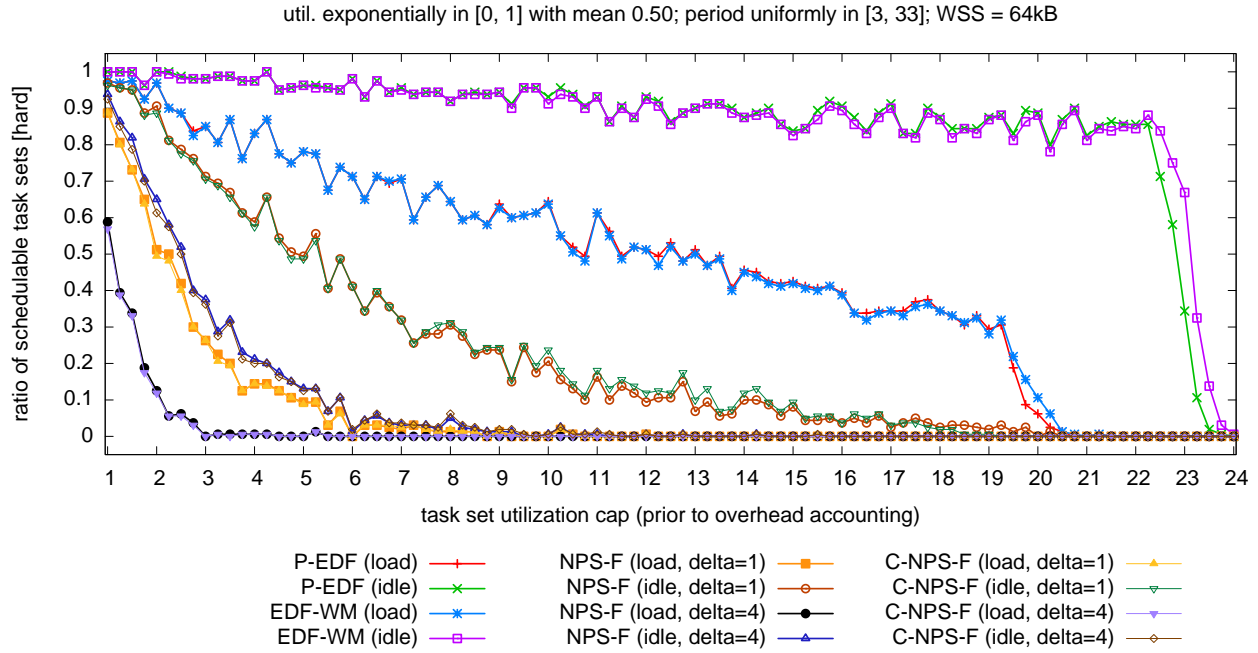 util. exponentially in [0, 1] with mean 0.50; period uniformly in [3, 33]; WSS = 64kB
ratio of schedulable task sets [hard]
1
0.9
0.8
0.7
0.6
0.5
0.4
0.3
0.2
0.1
0
1 2 3 4 5 6 7 8 9 10 11 12 13 14 15 16 17 18 19 20 21 22 23 24
task set utilization cap (prior to overhead accounting)
P-EDF (load) NPS-F (load, delta=1) C-NPS-F (load, delta=1)
P-EDF (idle) NPS-F (idle, delta=1) C-NPS-F (idle, delta=1)
EDF-WM (load) NPS-F (load, delta=4) C-NPS-F (load, delta=4)
EDF-WM (idle) NPS-F (idle, delta=4) C-NPS-F (idle, delta=4)